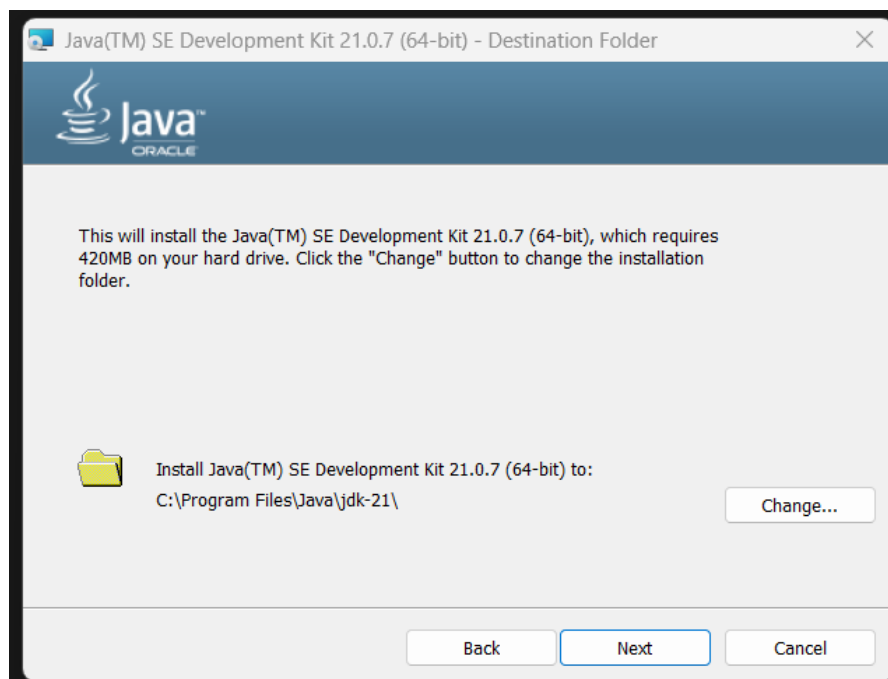 Java(TM) SE Development Kit 21.0.7 (64-bit) - Destination Folder
Java™
ORACLE
This will install the Java(TM) SE Development Kit 21.0.7 (64-bit), which requires
420MB on your hard drive. Click the "Change" button to change the installation
folder.
Install Java(TM) SE Development Kit 21.0.7 (64-bit) to:
C:\Program Files\Java\jdk-21\
Change...
Back
Next
Cancel